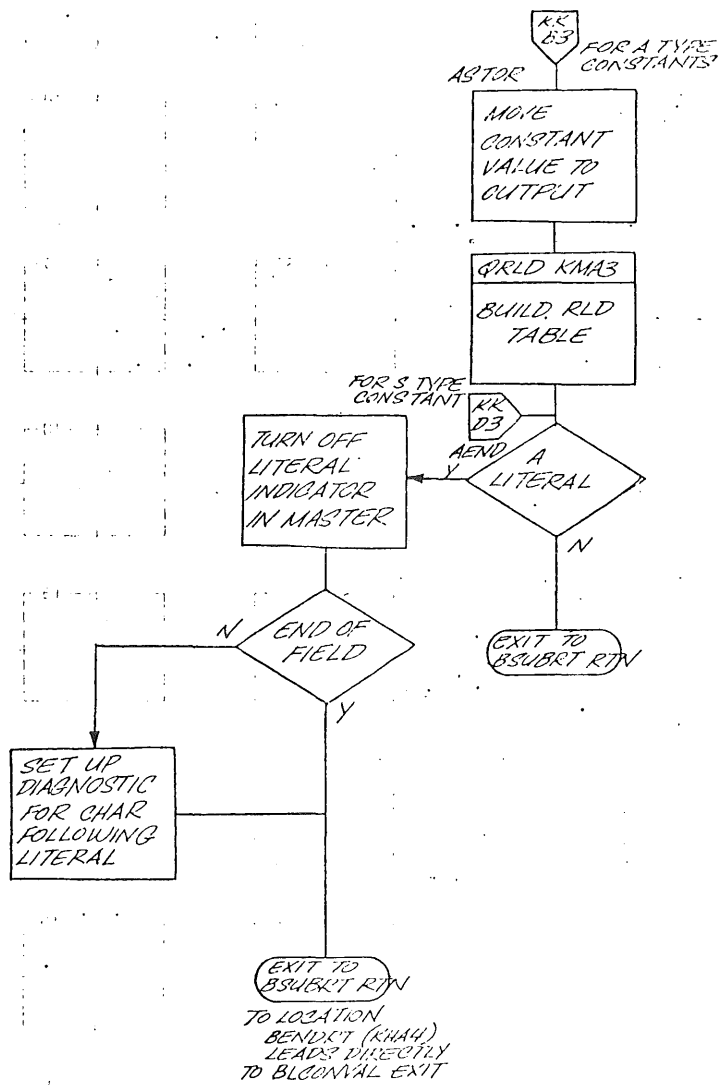 KK
B3
FOR A TYPE
CONSTANTS
ASTOR
MOVE
CONSTANT
VALUE TO
OUTPUT
QRLD KMA3
BUILD RLD
TABLE
FOR S TYPE
CONSTANT
KK
D3
AEND
Y
A
LITERAL
N
TURN OFF
LITERAL
INDICATOR
IN MASTER
EXIT TO
BSUBRT RTN
N
END OF
FIELD
Y
SET UP
DIAGNOSTIC
FOR CHAR
FOLLOWING
LITERAL
EXIT TO
BSUBRT RTN
TO LOCATION
BENDRT (KHA4)
LEADS DIRECTLY
TO BLCONVAL EXIT